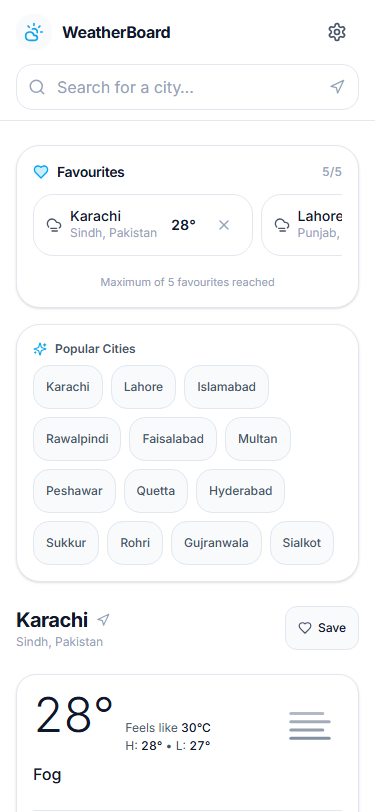 WeatherBoard
Search for a city...
Favourites 5/5
Karachi
Sindh, Pakistan
28°
Lahore
Punjab,
Maximum of 5 favourites reached
Popular Cities
Karachi Lahore Islamabad
Rawalpindi Faisalabad Multan
Peshawar Quetta Hyderabad
Sukkur Rohri Gujranwala Sialkot
Karachi
Sindh, Pakistan
Save
28°
Feels like 30°C
H: 28° • L: 27°
Fog